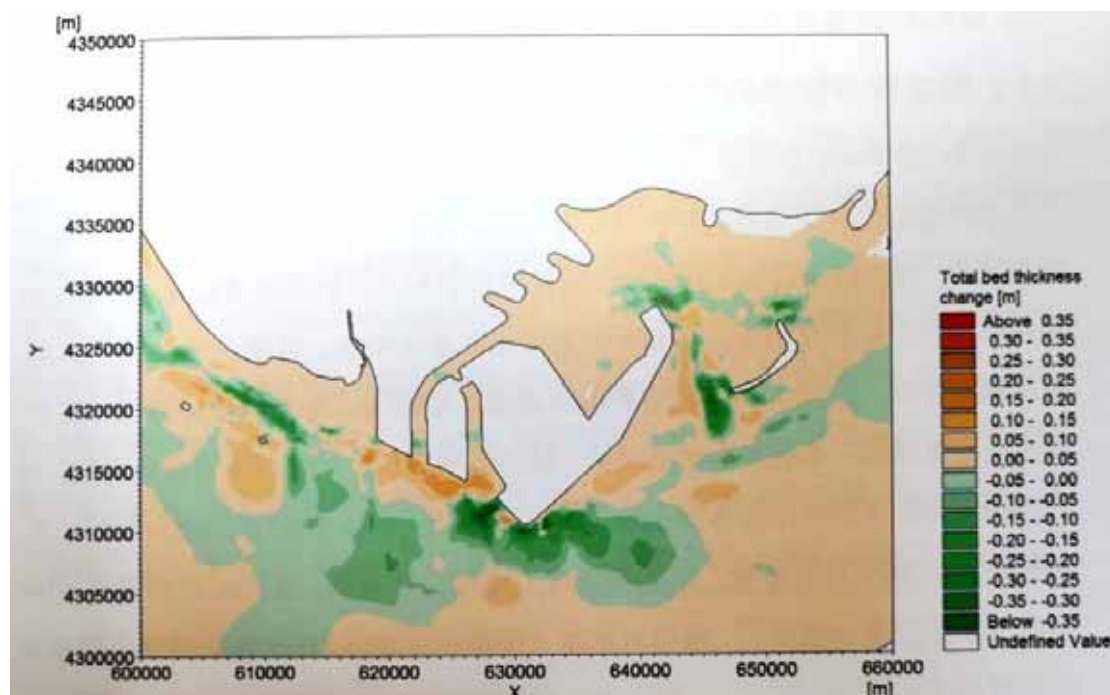 [m]
4350000
4345000
4340000
4335000
4330000
4325000
4320000
4315000
4310000
4305000
4300000
Y
600000 610000 620000 630000 640000 650000 660000
X
[m]
Total bed thickness
change [m]
Above 0.35
0.30 - 0.35
0.25 - 0.30
0.20 - 0.25
0.15 - 0.20
0.10 - 0.15
0.05 - 0.10
0.00 - 0.05
-0.05 - 0.00
-0.10 - -0.05
-0.15 - -0.10
-0.20 - -0.15
-0.25 - -0.20
-0.30 - -0.25
-0.35 - -0.30
Below -0.35
Undefined Value